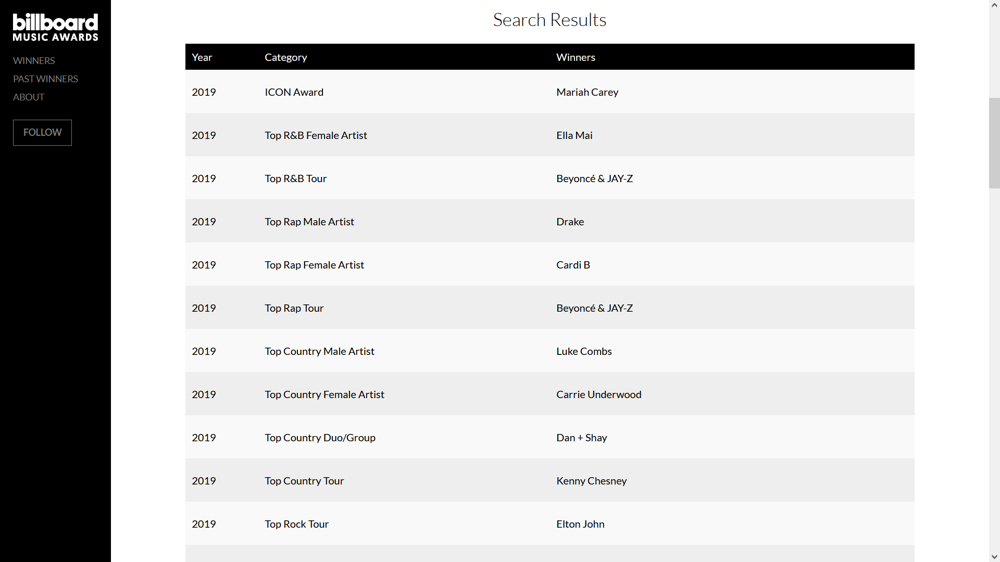 billboard
MUSIC AWARDS
WINNERS
PAST WINNERS
ABOUT
FOLLOW
Search Results
Year Category Winners
2019 ICON Award Mariah Carey
2019 Top R&B Female Artist Ella Mai
2019 Top R&B Tour Beyoncé & JAY-Z
2019 Top Rap Male Artist Drake
2019 Top Rap Female Artist Cardi B
2019 Top Rap Tour Beyoncé & JAY-Z
2019 Top Country Male Artist Luke Combs
2019 Top Country Female Artist Carrie Underwood
2019 Top Country Duo/Group Dan + Shay
2019 Top Country Tour Kenny Chesney
2019 Top Rock Tour Elton John